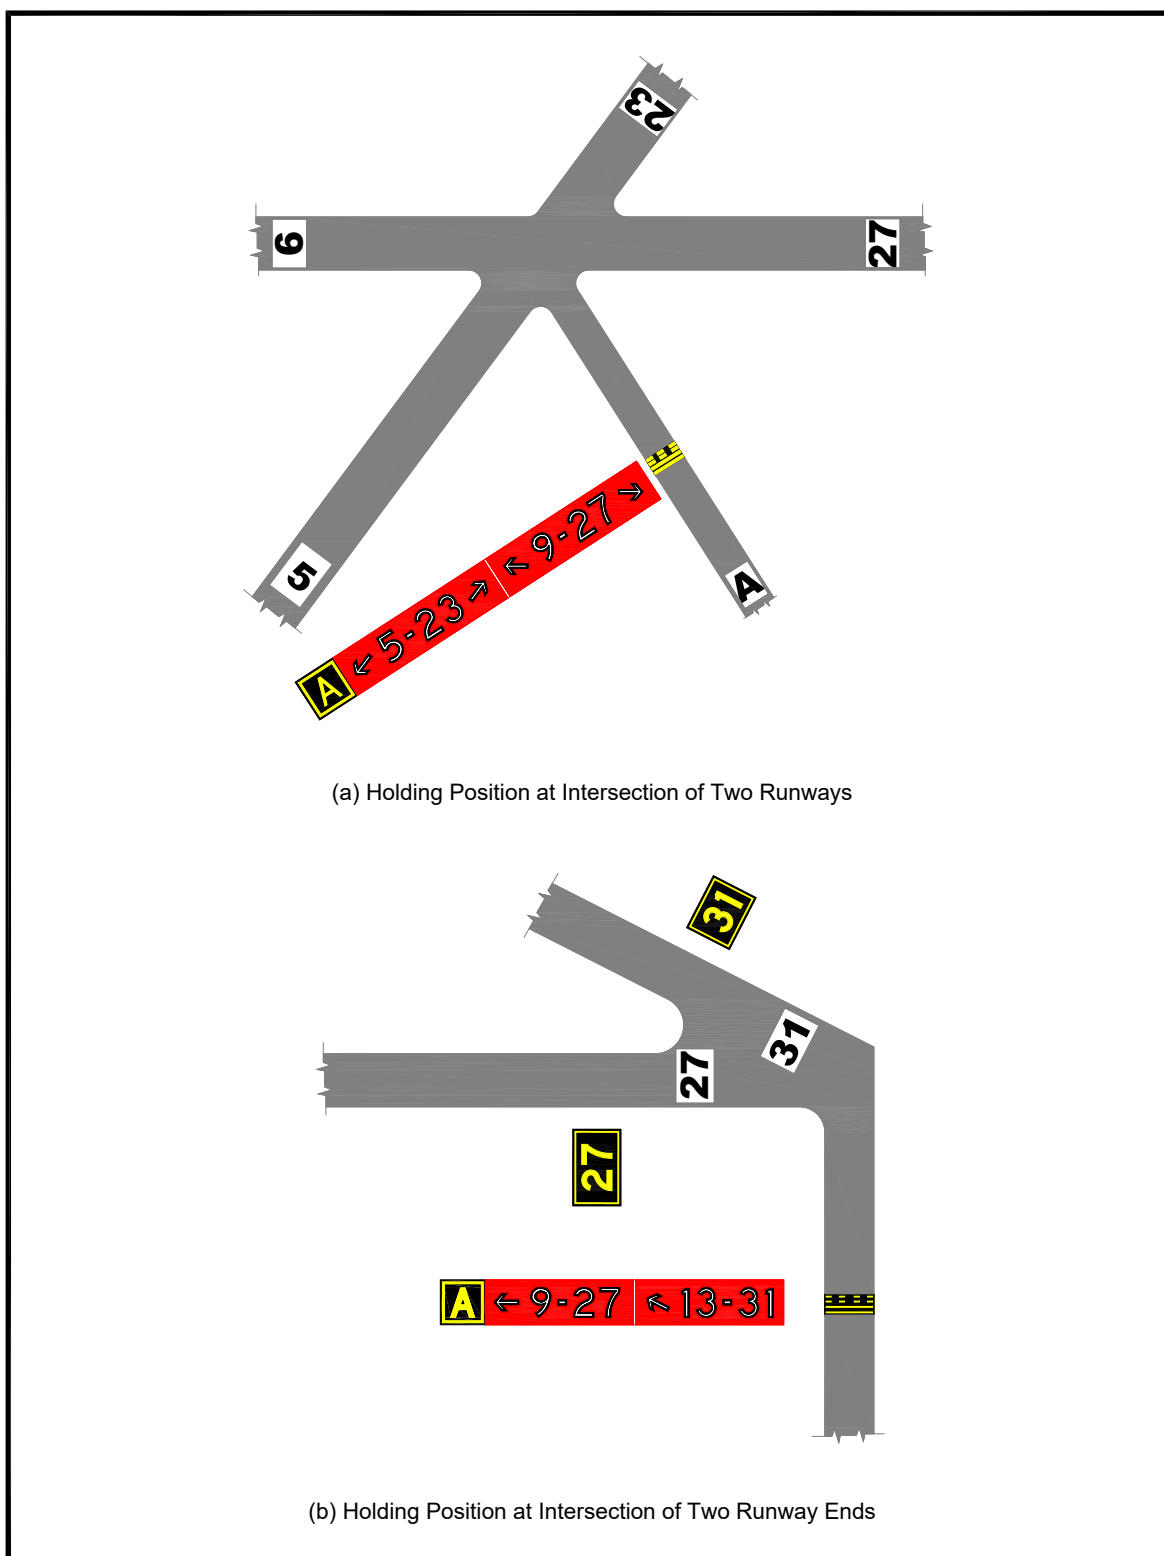 23
9
27
5
A
A ↙ 5-23 ↗ ← 9-27 →
(a) Holding Position at Intersection of Two Runways
31
31
27
27
A ← 9-27 ↖ 13-31
(b) Holding Position at Intersection of Two Runway Ends